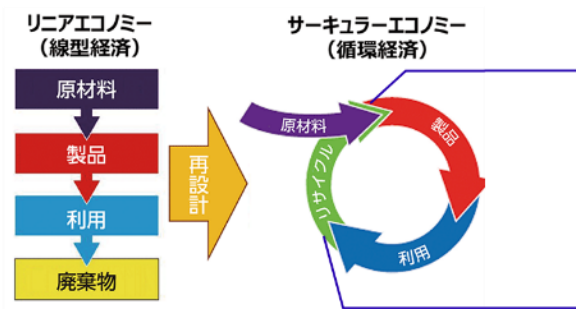 リニアエコノミー
(線型経済)
原材料
製品
利用
廃棄物
再設計
サーキュラーエコノミー
(循環経済)
原材料
製品
利用
リサイクル